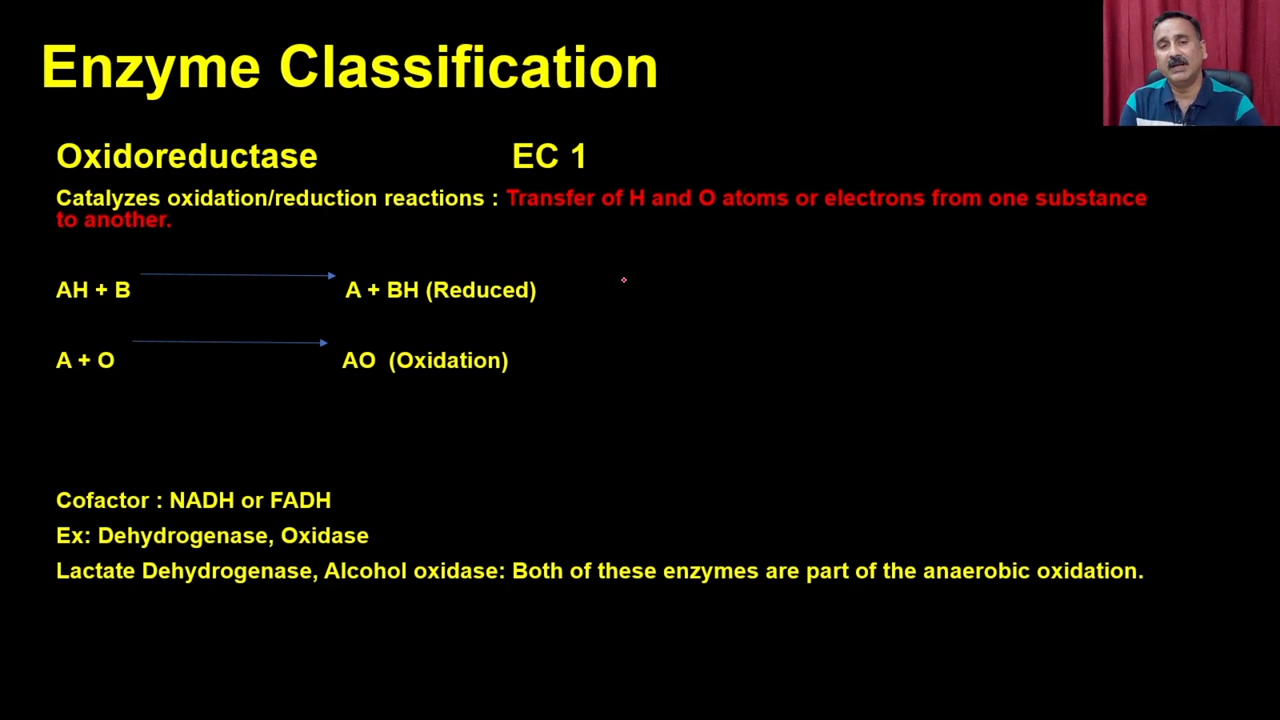 Enzyme Classification
Oxidoreductase EC 1
Catalyzes oxidation/reduction reactions : Transfer of H and O atoms or electrons from one substance
to another.
AH + B A + BH (Reduced)
A + O AO (Oxidation)
Cofactor : NADH or FADH
Ex: Dehydrogenase, Oxidase
Lactate Dehydrogenase, Alcohol oxidase: Both of these enzymes are part of the anaerobic oxidation.